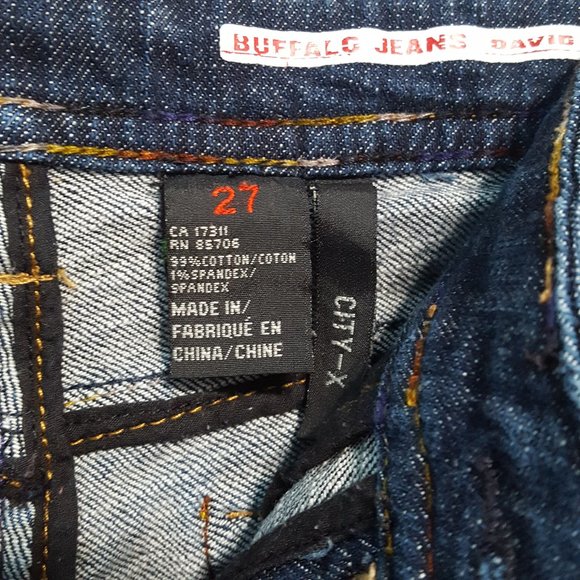 BUFFALO JEANS DAVID
27
CA 17311
RN 85706
99% COTTON/COTON
1% SPANDEX/
SPANDEX
MADE IN/
FABRIQUÉ EN
CHINA/CHINE
CITY-X